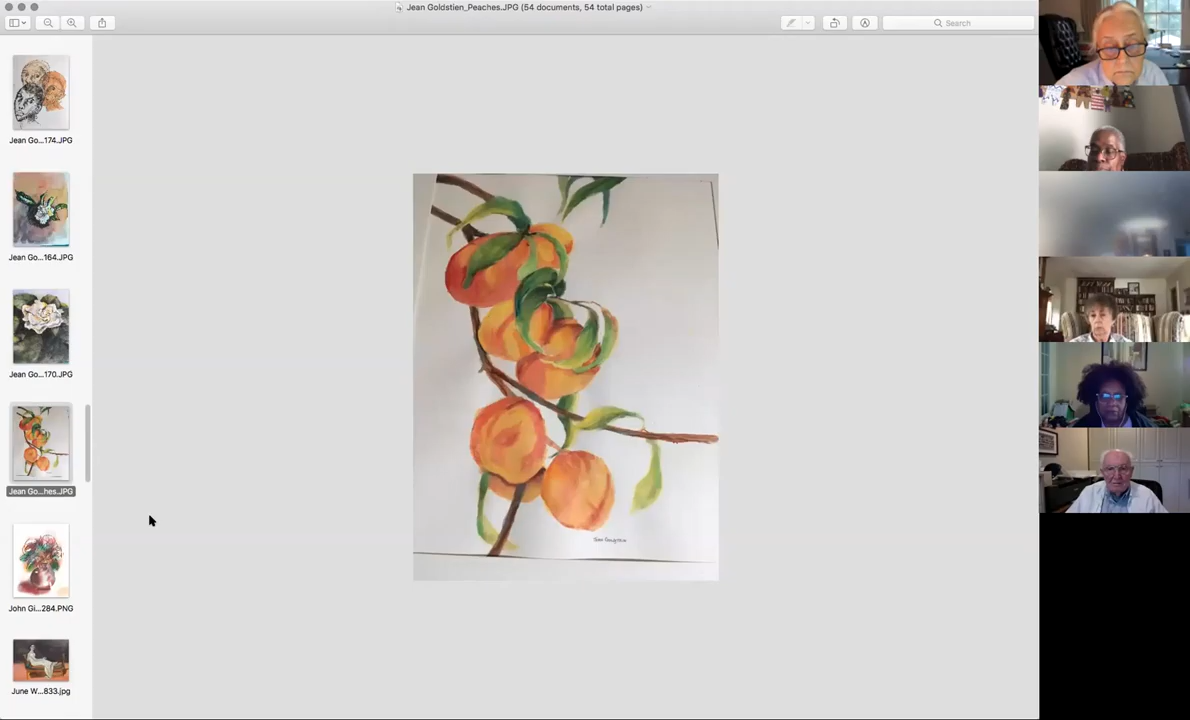 Jean Goldstien_Peaches.JPG (54 documents, 54 total pages)
Search
Jean Go...174.JPG
Jean Go...164.JPG
Jean Go...170.JPG
Jean Go...hes.JPG
John Gi...284.PNG
June W...833.jpg